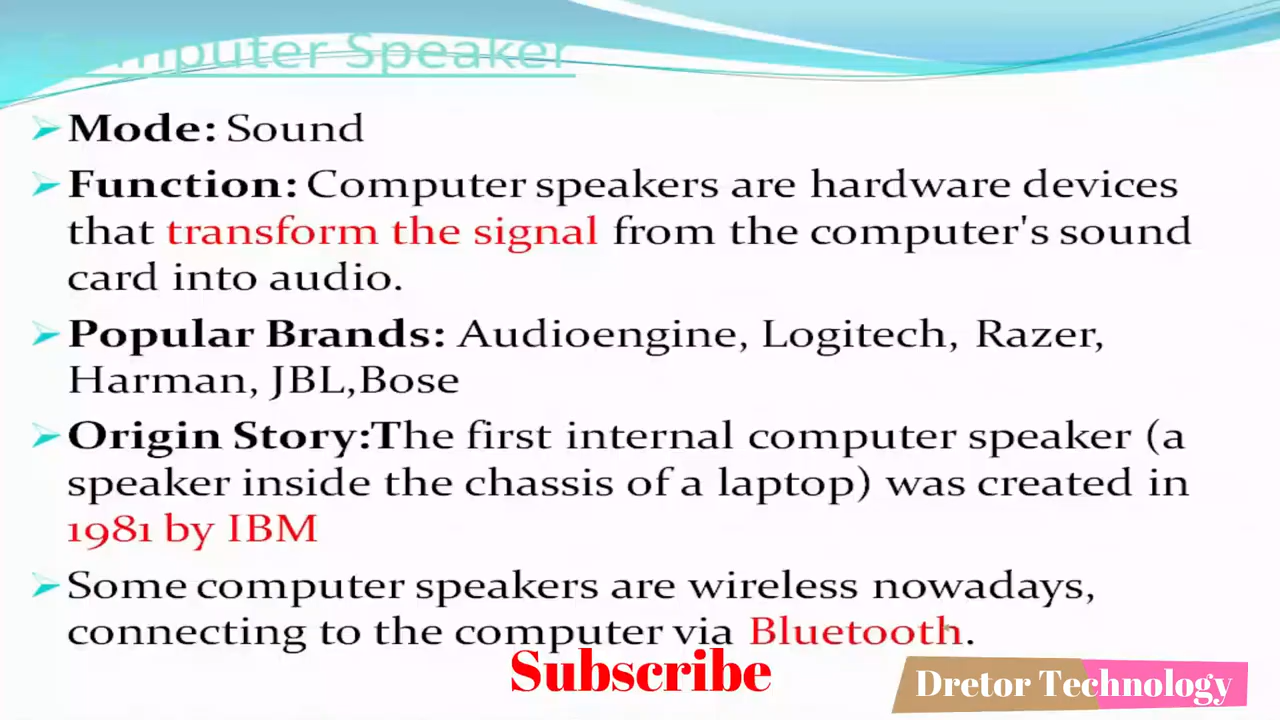 Computer Speaker
Mode: Sound
Function: Computer speakers are hardware devices
that transform the signal from the computer's sound
card into audio.
Popular Brands: Audioengine, Logitech, Razer,
Harman, JBL,Bose
Origin Story:The first internal computer speaker (a
speaker inside the chassis of a laptop) was created in
1981 by IBM
Some computer speakers are wireless nowadays,
connecting to the computer via Bluetooth.
Subscribe
Dretor Technology